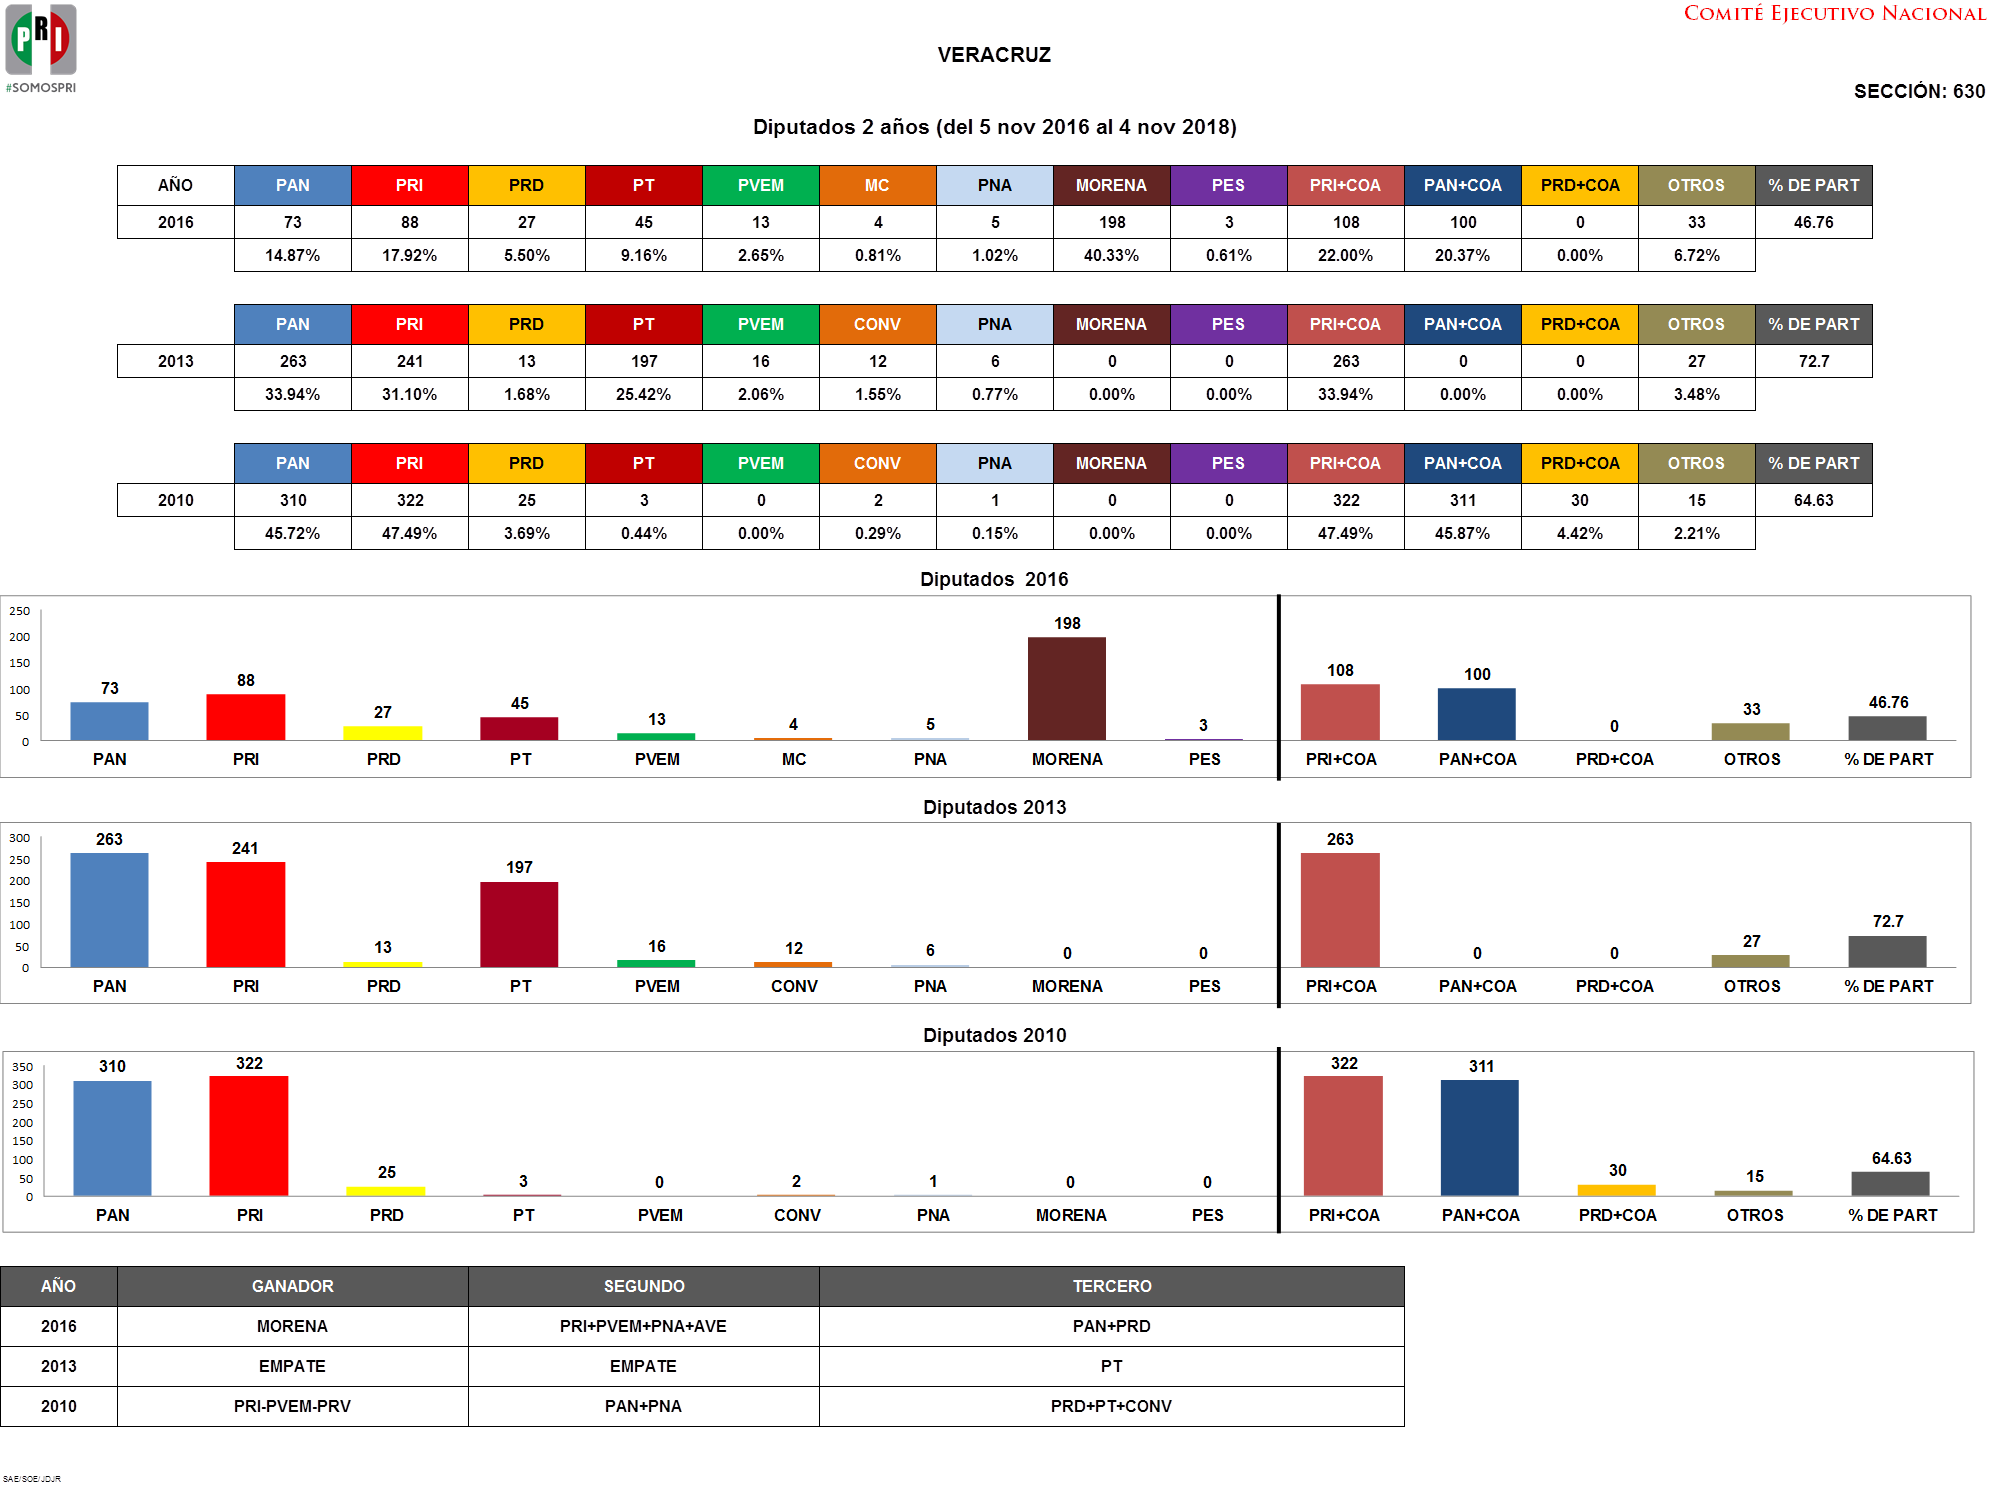 PRI
#SOMOSPRI
COMITÉ EJECUTIVO NACIONAL
VERACRUZ
SECCIÓN: 630
Diputados 2 años (del 5 nov 2016 al 4 nov 2018)
AÑO PAN PRI PRD PT PVEM MC PNA MORENA PES PRI+COA PAN+COA PRD+COA OTROS % DE PART
2016 73 88 27 45 13 4 5 198 3 108 100 0 33 46.76
14.87% 17.92% 5.50% 9.16% 2.65% 0.81% 1.02% 40.33% 0.61% 22.00% 20.37% 0.00% 6.72%
PAN PRI PRD PT PVEM CONV PNA MORENA PES PRI+COA PAN+COA PRD+COA OTROS % DE PART
2013 263 241 13 197 16 12 6 0 0 263 0 0 27 72.7
33.94% 31.10% 1.68% 25.42% 2.06% 1.55% 0.77% 0.00% 0.00% 33.94% 0.00% 0.00% 3.48%
PAN PRI PRD PT PVEM CONV PNA MORENA PES PRI+COA PAN+COA PRD+COA OTROS % DE PART
2010 310 322 25 3 0 2 1 0 0 322 311 30 15 64.63
45.72% 47.49% 3.69% 0.44% 0.00% 0.29% 0.15% 0.00% 0.00% 47.49% 45.87% 4.42% 2.21%
Diputados 2016
250
200
150
100
50
0
73 88 27 45 13 4 5 198 3 108 100 0 33 46.76
PAN PRI PRD PT PVEM MC PNA MORENA PES PRI+COA PAN+COA PRD+COA OTROS % DE PART
Diputados 2013
300
250
200
150
100
50
0
263 241 13 197 16 12 6 0 0 263 0 0 27 72.7
PAN PRI PRD PT PVEM CONV PNA MORENA PES PRI+COA PAN+COA PRD+COA OTROS % DE PART
Diputados 2010
350
300
250
200
150
100
50
0
310 322 25 3 0 2 1 0 0 322 311 30 15 64.63
PAN PRI PRD PT PVEM CONV PNA MORENA PES PRI+COA PAN+COA PRD+COA OTROS % DE PART
AÑO GANADOR SEGUNDO TERCERO
2016 MORENA PRI+PVEM+PNA+AVE PAN+PRD
2013 EMPATE EMPATE PT
2010 PRI-PVEM-PRV PAN+PNA PRD+PT+CONV
SAE/SOE/JDJR